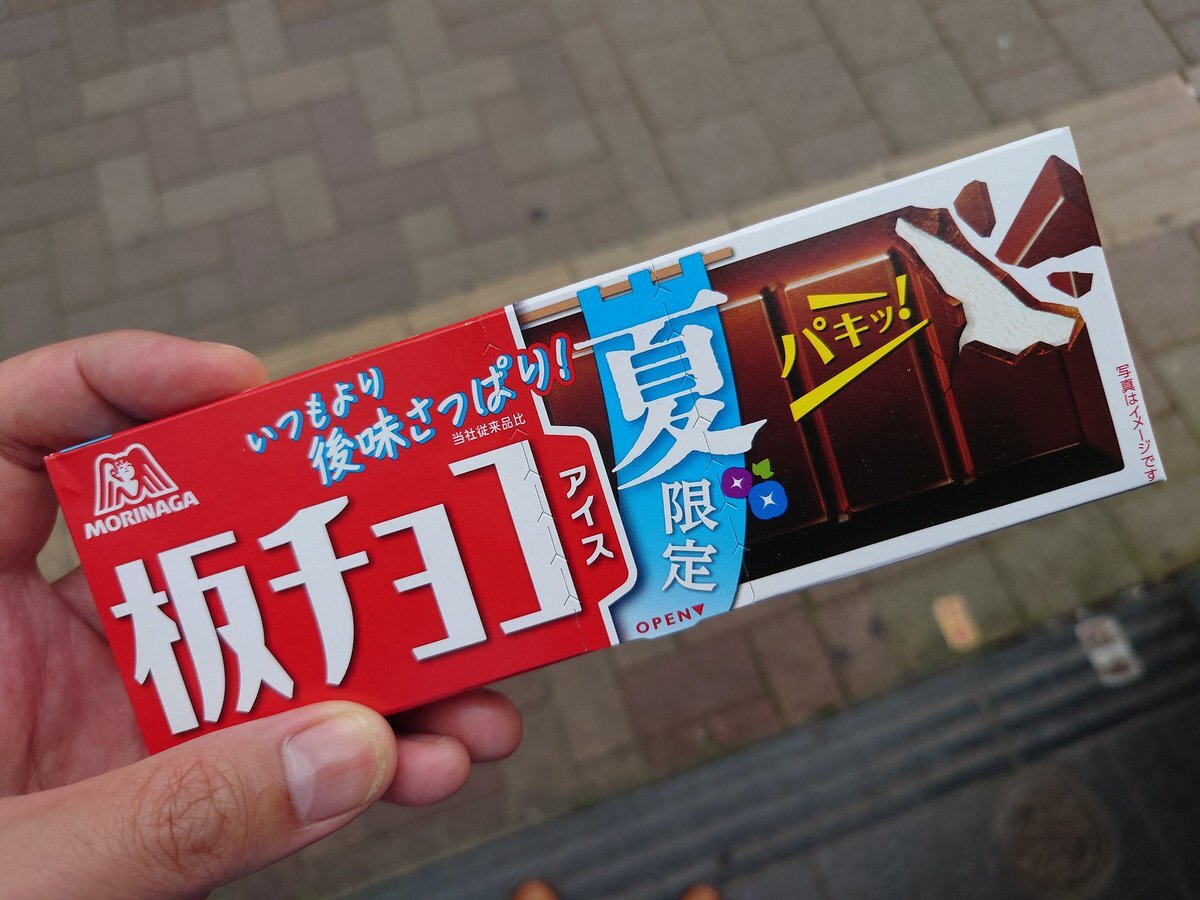 MORINAGA
いつもより
後味さっぱり!
当社従来品比
板チョコ
アイス
夏
限定
OPEN▼
パキッ!
写真はイメージです